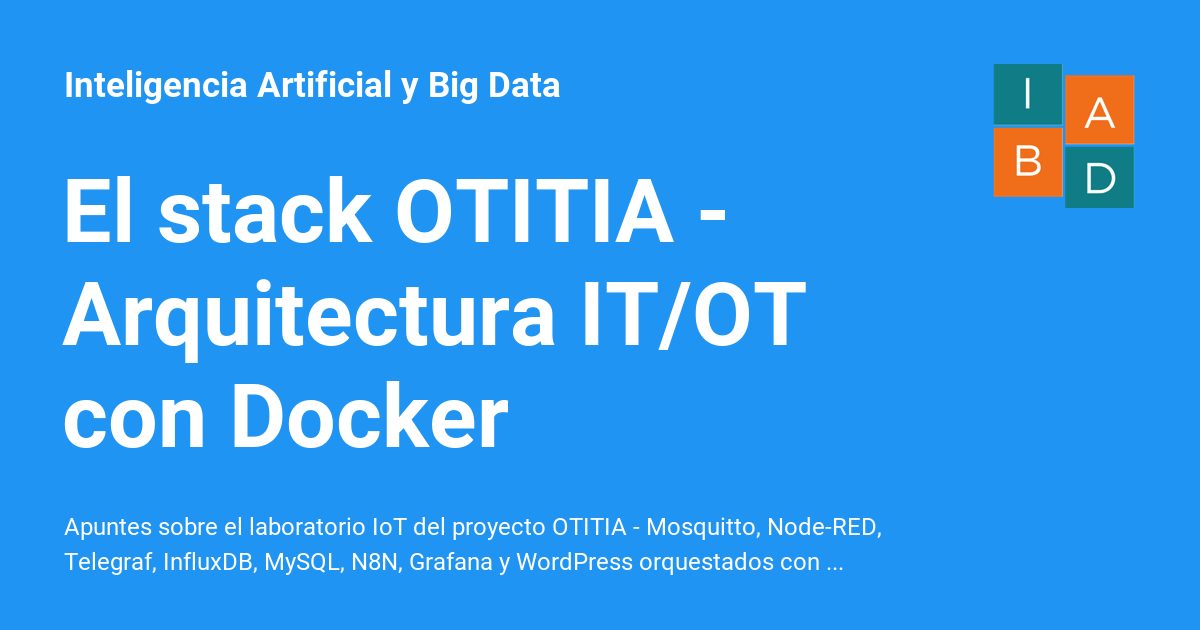 Inteligencia Artificial y Big Data
I A
B D
El stack OTITIA -
Arquitectura IT/OT
con Docker
Apuntes sobre el laboratorio IoT del proyecto OTITIA - Mosquitto, Node-RED,
Telegraf, InfluxDB, MySQL, N8N, Grafana y WordPress orquestados con ...